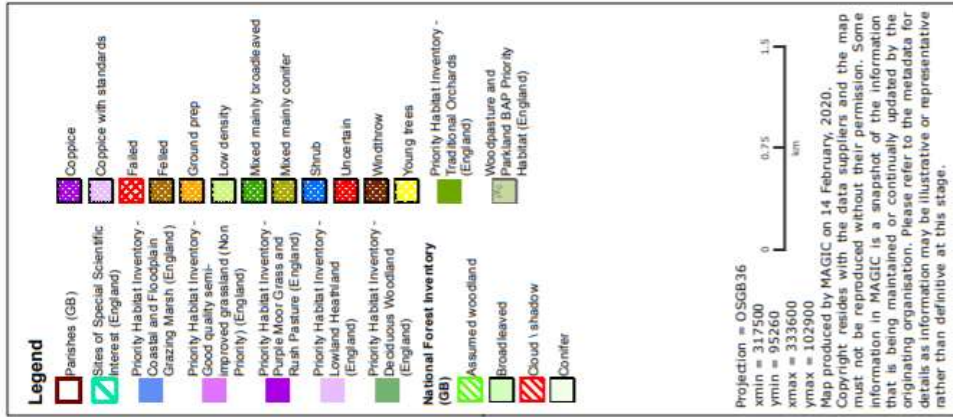 Legend
Parishes (GB)
Sites of Special Scientific
Interest (England)
Priority Habitat Inventory -
Coastal and Floodplain
Grazing Marsh (England)
Priority Habitat Inventory -
Good quality semi-
improved grassland (Non
Priority) (England)
Priority Habitat Inventory -
Purple Moor Grass and
Rush Pasture (England)
Priority Habitat Inventory -
Lowland Heathland
(England)
Priority Habitat Inventory -
Deciduous Woodland
(England)
National Forest Inventory
(GB)
Assumed woodland
Broadleaved
Cloud \ shadow
Conifer
Coppice
Coppice with standards
Failed
Felled
Ground prep
Low density
Mixed mainly broadleaved
Mixed mainly conifer
Shrub
Uncertain
Windthrow
Young trees
Priority Habitat Inventory -
Traditional Orchards
(England)
Woodpasture and
Parkland BAP Priority
Habitat (England)
Projection = OSGB36
xmin = 317500
ymin = 95260
xmax = 333600
ymax = 102900
0 0.75 1.5
km
Map produced by MAGIC on 14 February, 2020.
Copyright resides with the data suppliers and the map
must not be reproduced without their permission. Some
information in MAGIC is a snapshot of the information
that is being maintained or continually updated by the
originating organisation. Please refer to the metadata for
details as information may be illustrative or representative
rather than definitive at this stage.